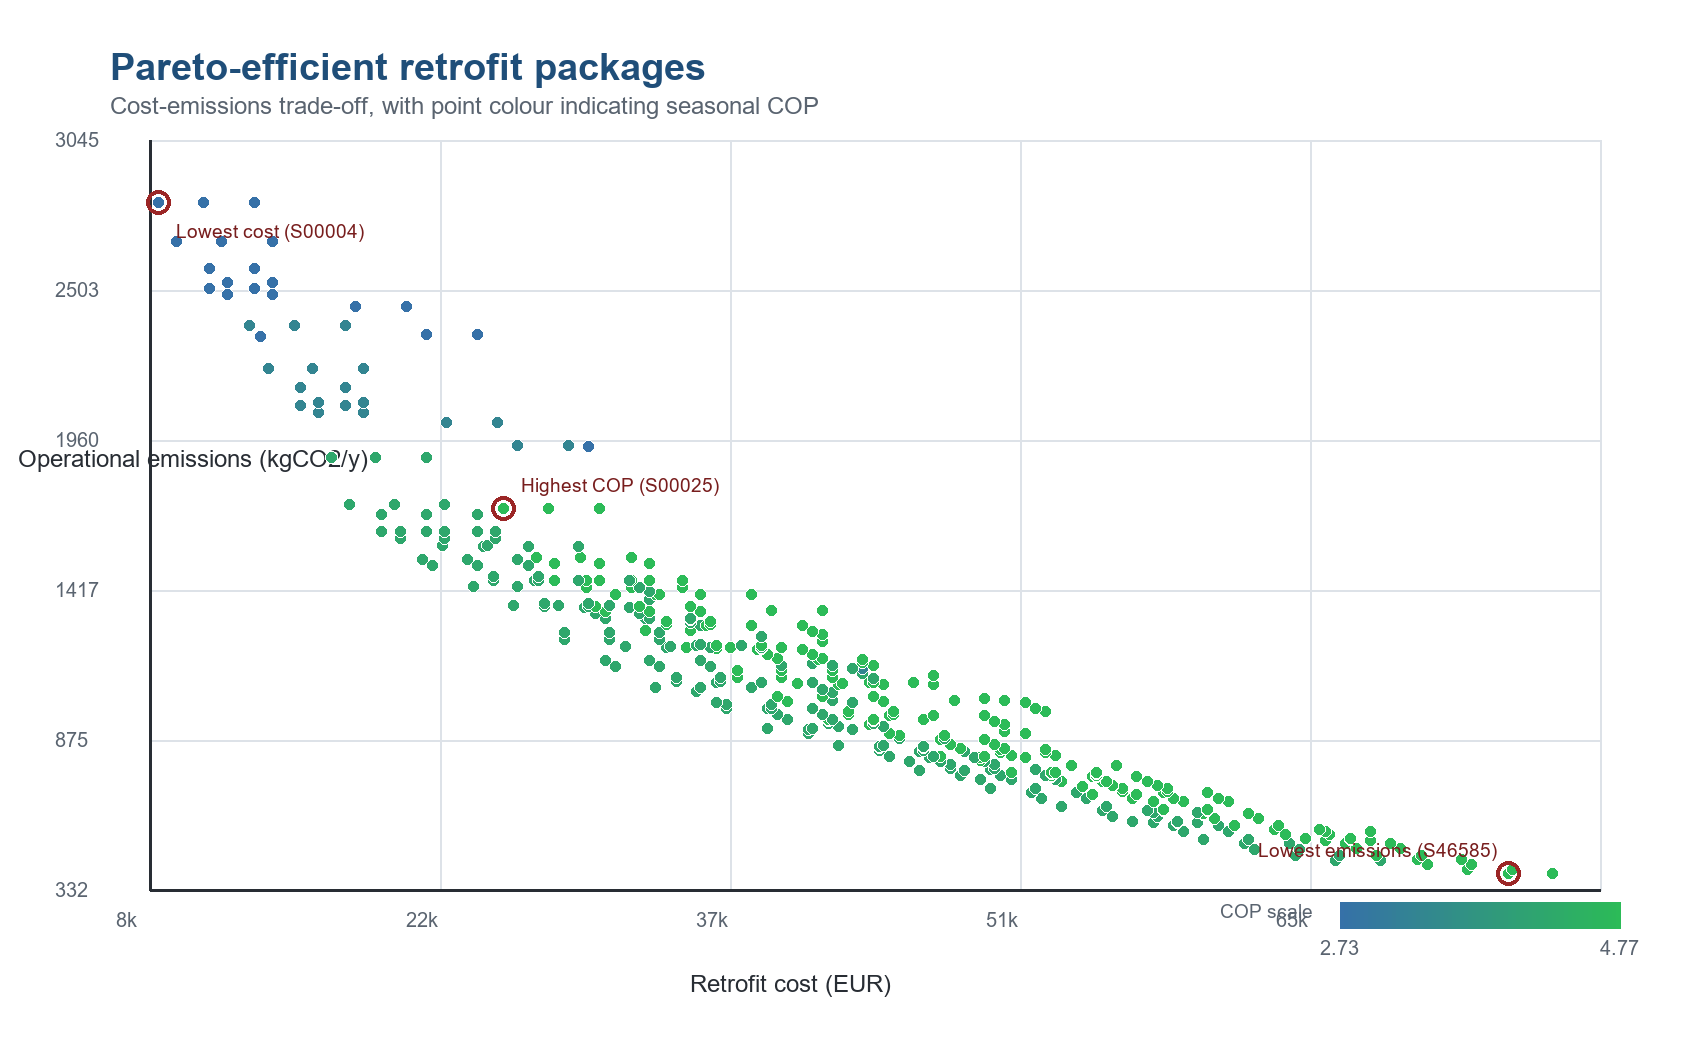 Pareto-efficient retrofit packages
Cost-emissions trade-off, with point colour indicating seasonal COP
3045
Lowest cost (S00004)
2503
1960
Operational emissions (kgCO2/y)
Highest COP (S00025)
1417
875
Lowest emissions (S46585)
332
8k
22k
37k
51k
65k
COP scale
2.73
4.77
Retrofit cost (EUR)